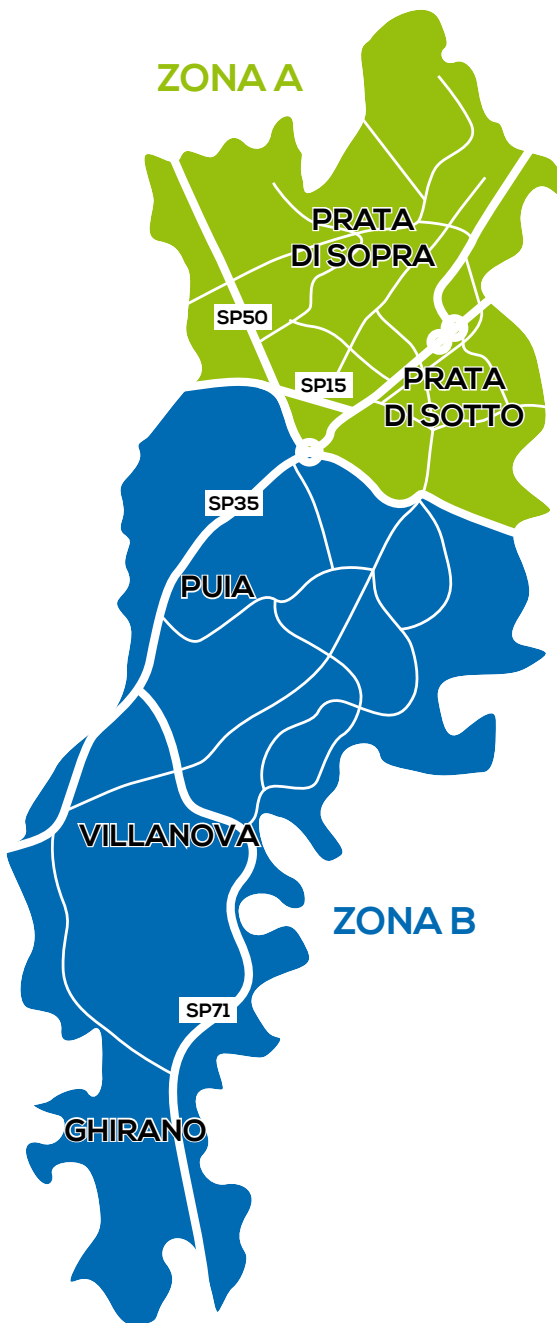 ZONA A
PRATA
DI SOPRA
SP50
SP15
PRATA
DI SOTTO
SP35
PUIA
VILLANOVA
ZONA B
SP71
GHIRANO